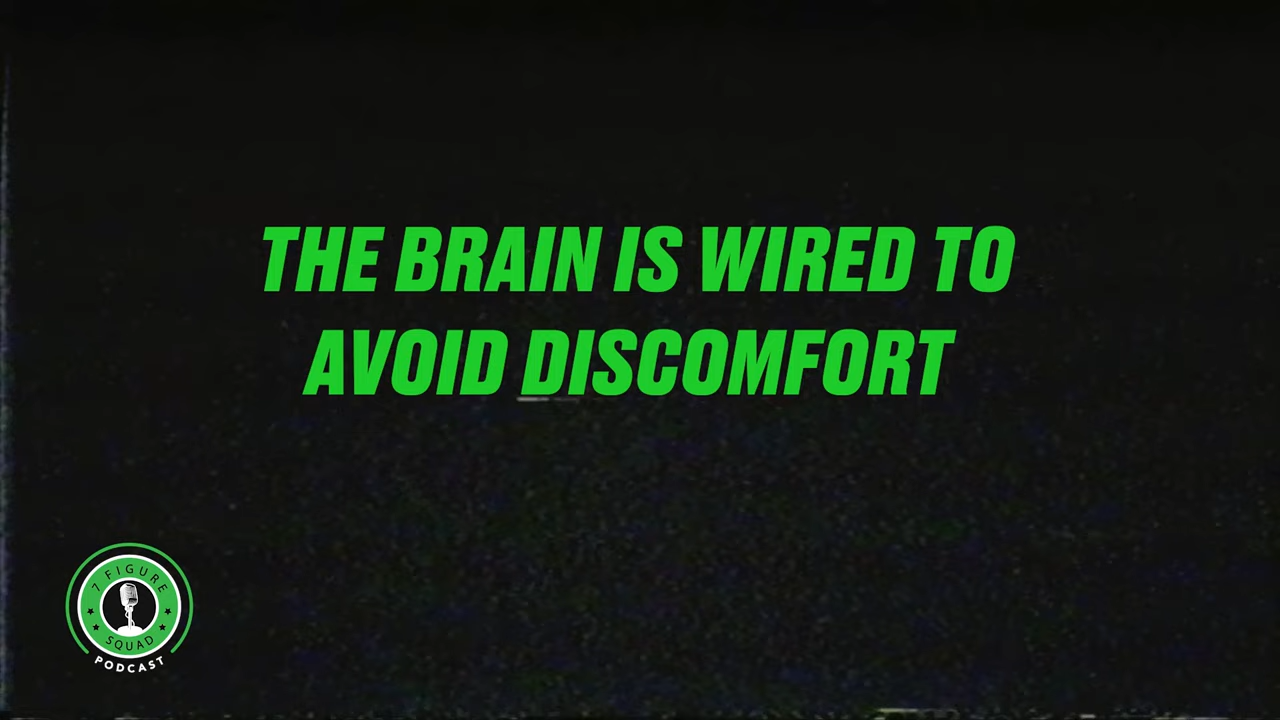 THE BRAIN IS WIRED TO
AVOID DISCOMFORT
7 FIGURE
SQUAD
PODCAST